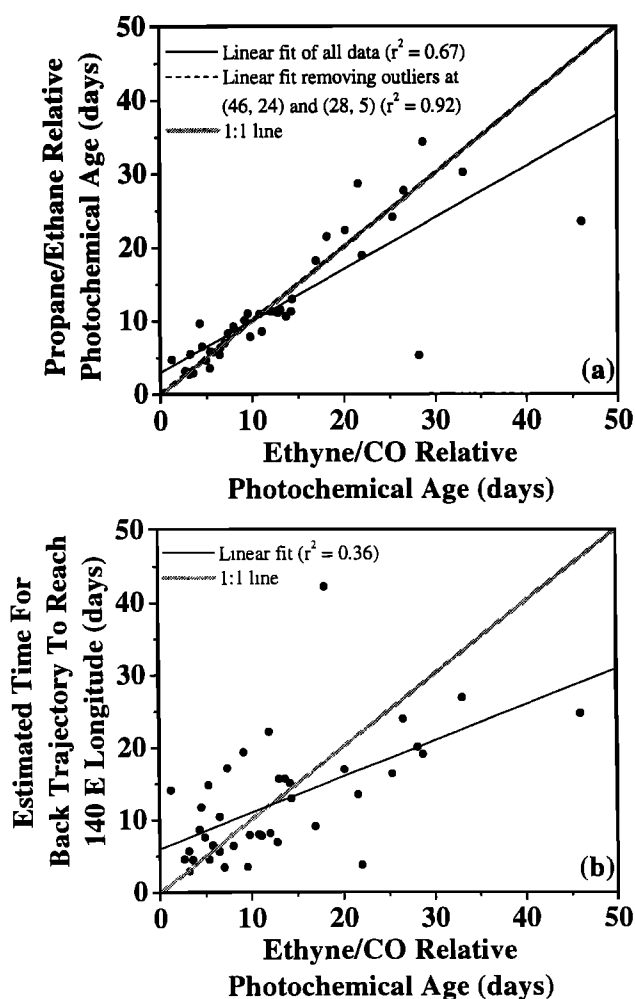 50
40
30
20
10
0
Propane/Ethane Relative
Photochemical Age (days)
Linear fit of all data (r² = 0.67)
Linear fit removing outliers at
(46, 24) and (28, 5) (r² = 0.92)
1:1 line
(a)
0 10 20 30 40 50
Ethyne/CO Relative
Photochemical Age (days)
50
40
30
20
10
0
Estimated Time For
Back Trajectory To Reach
140 E Longitude (days)
Linear fit (r² = 0.36)
1:1 line
(b)
0 10 20 30 40 50
Ethyne/CO Relative
Photochemical Age (days)